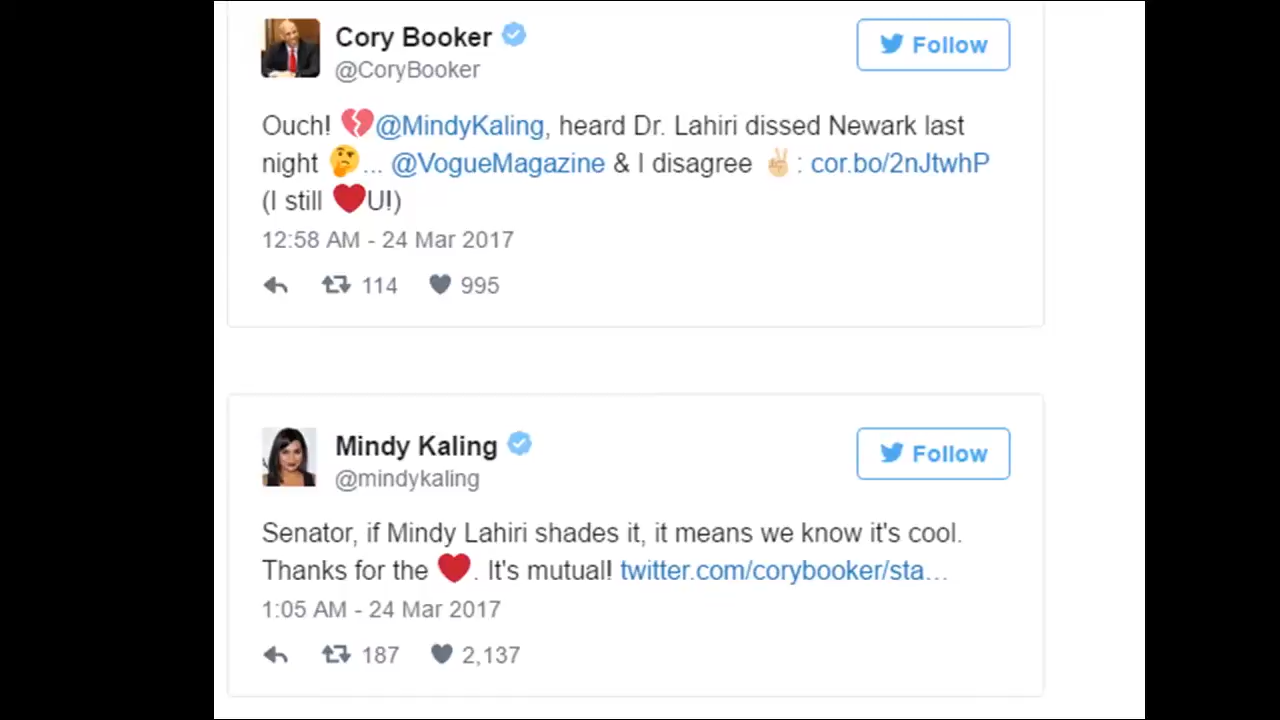 Cory Booker
Follow
@CoryBooker
Ouch! 💔@MindyKaling, heard Dr. Lahiri dissed Newark last
night 🤔... @VogueMagazine & I disagree ✌🏼: cor.bo/2nJtwhP
(I still ❤️U!)
12:58 AM - 24 Mar 2017
114 995
Mindy Kaling
Follow
@mindykaling
Senator, if Mindy Lahiri shades it, it means we know it's cool.
Thanks for the ❤️. It's mutual! twitter.com/corybooker/sta…
1:05 AM - 24 Mar 2017
187 2,137